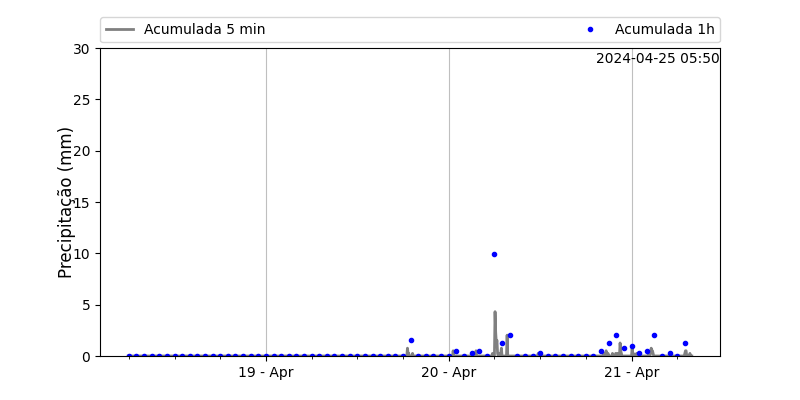 Acumulada 5 min
Acumulada 1h
2024-04-25 05:50
Precipitação (mm)
30
25
20
15
10
5
0
19 - Apr
20 - Apr
21 - Apr